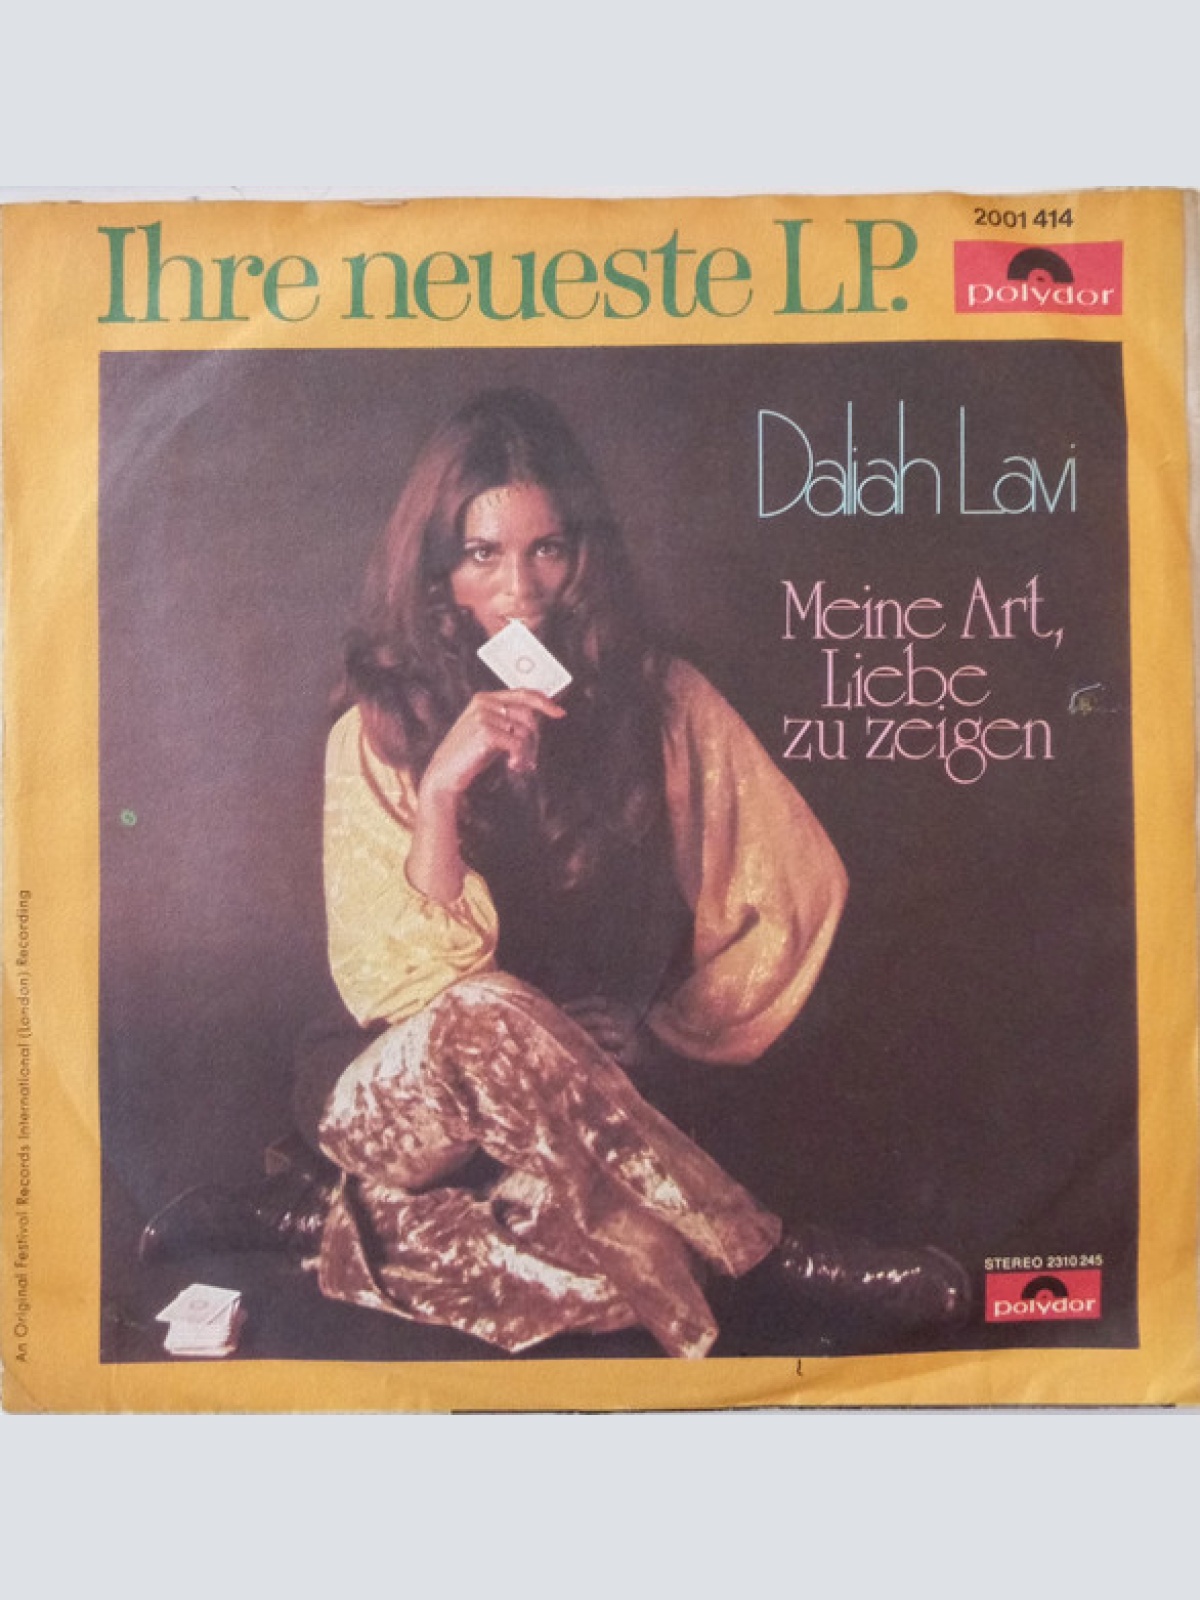 Ihre neueste LP.
2001 414
polydor
Daliah Lavi
Meine Art,
Liebe
zu zeigen
An Original Festival Records International (London) Recording
STEREO 2310 245
polydor